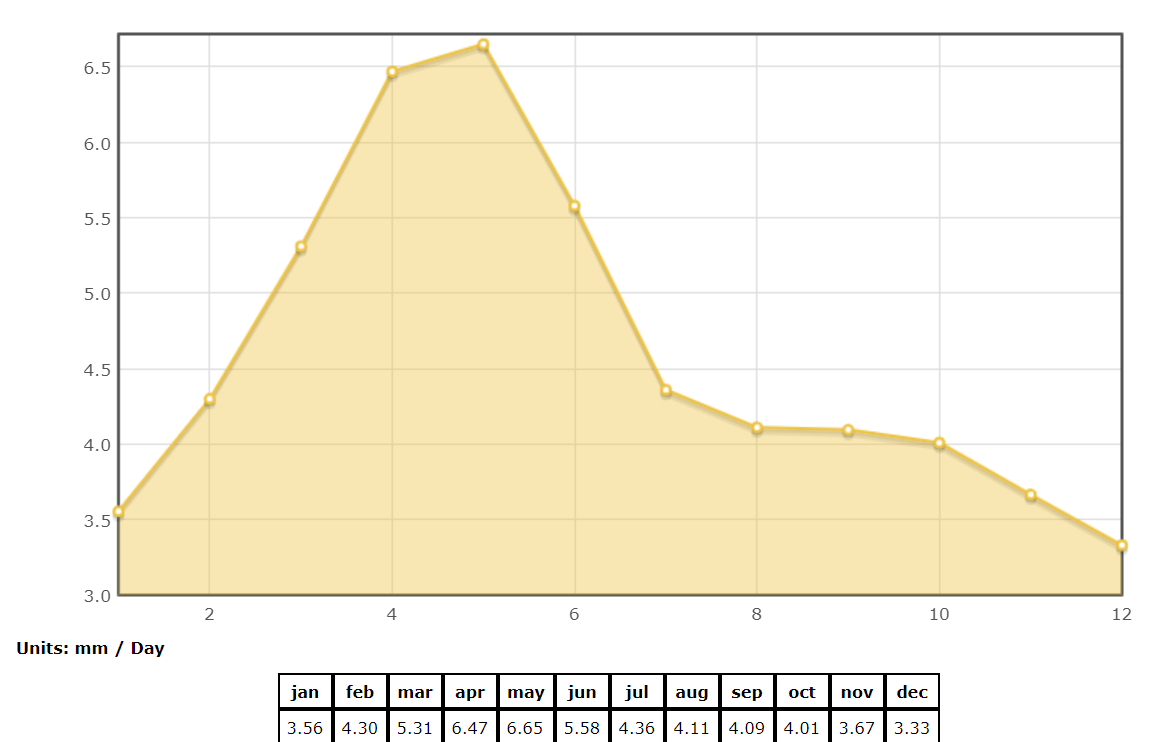 6.5
6.0
5.5
5.0
4.5
4.0
3.5
3.0
2 4 6 8 10 12
Units: mm / Day
jan feb mar apr may jun jul aug sep oct nov dec
3.56 4.30 5.31 6.47 6.65 5.58 4.36 4.11 4.09 4.01 3.67 3.33